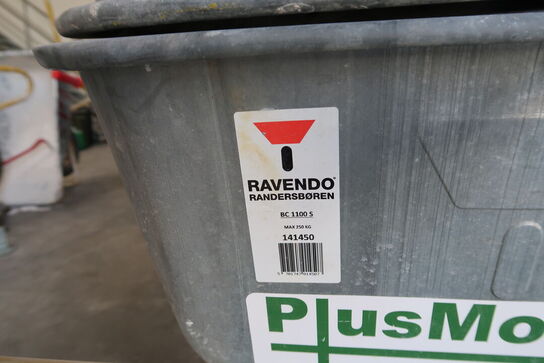 RAVENDO
RANDERSBØREN
BC 1100 S
MAX 250 KG
141450
PlusMo